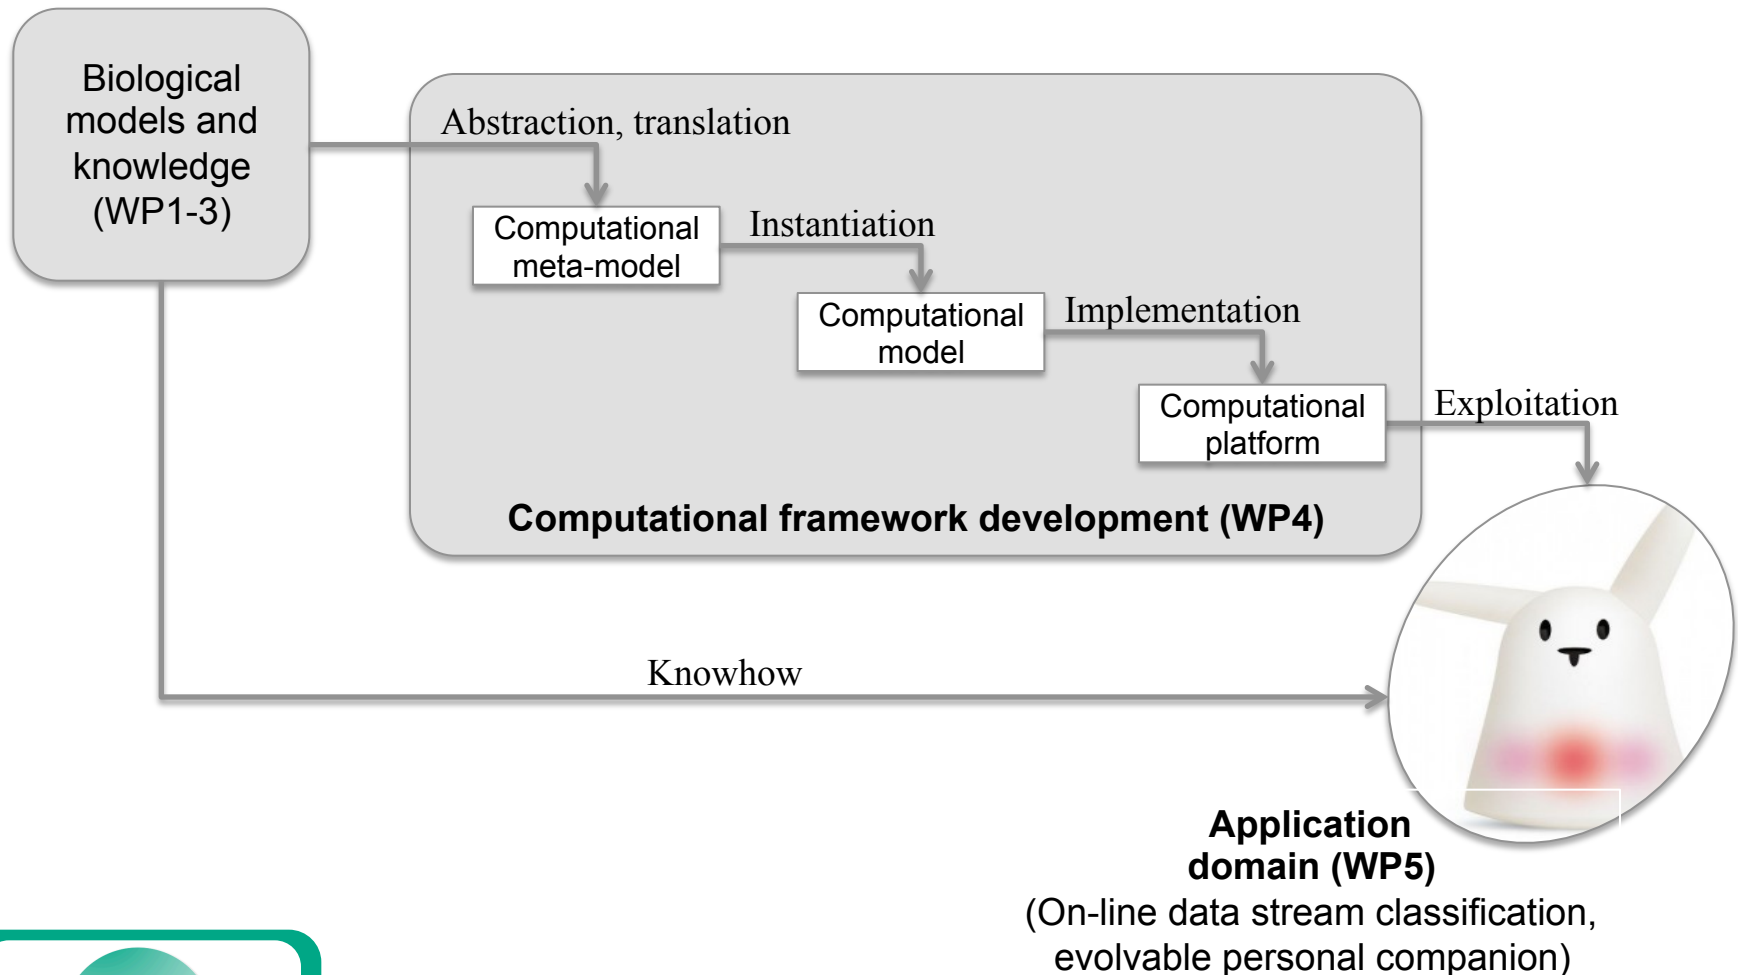 Biological
models and
knowledge
(WP1-3)
Abstraction, translation
Computational
meta-model
Instantiation
Computational
model
Implementation
Computational
platform
Exploitation
Computational framework development (WP4)
Knowhow
Application
domain (WP5)
(On-line data stream classification,
evolvable personal companion)